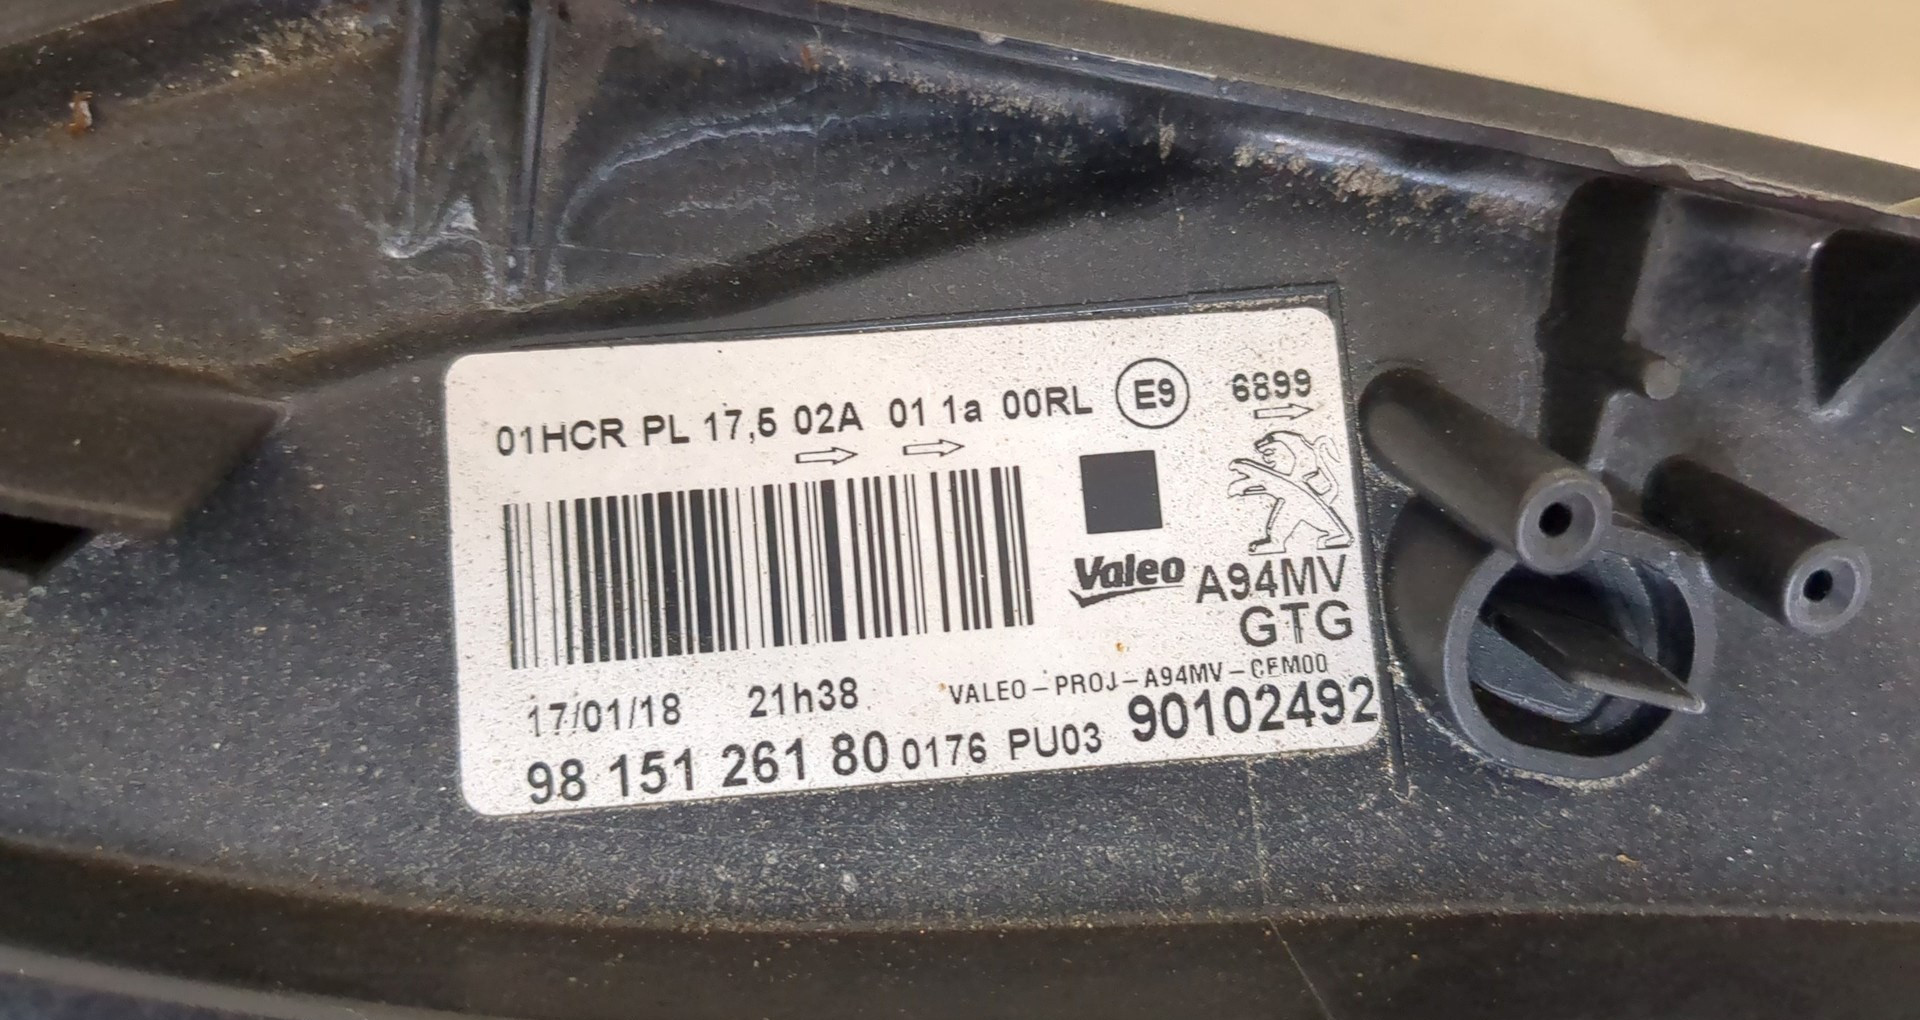 01HCR PL 17,5 02A 01 1a 00RL E9 6899
Valeo
A94MV
GTG
VALEO-PROJ-A94MV-CFM00
17/01/18 21h38
98 151 261 80 0176 PU03 90102492